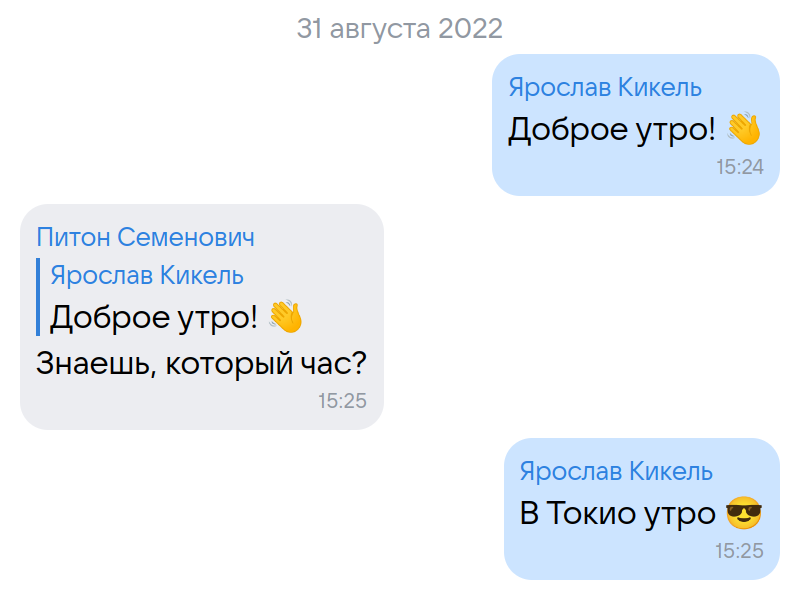 31 августа 2022
Ярослав Кикель
Доброе утро! 👋
15:24
Питон Семенович
Ярослав Кикель
Доброе утро! 👋
Знаешь, который час?
15:25
Ярослав Кикель
В Токио утро 😎
15:25